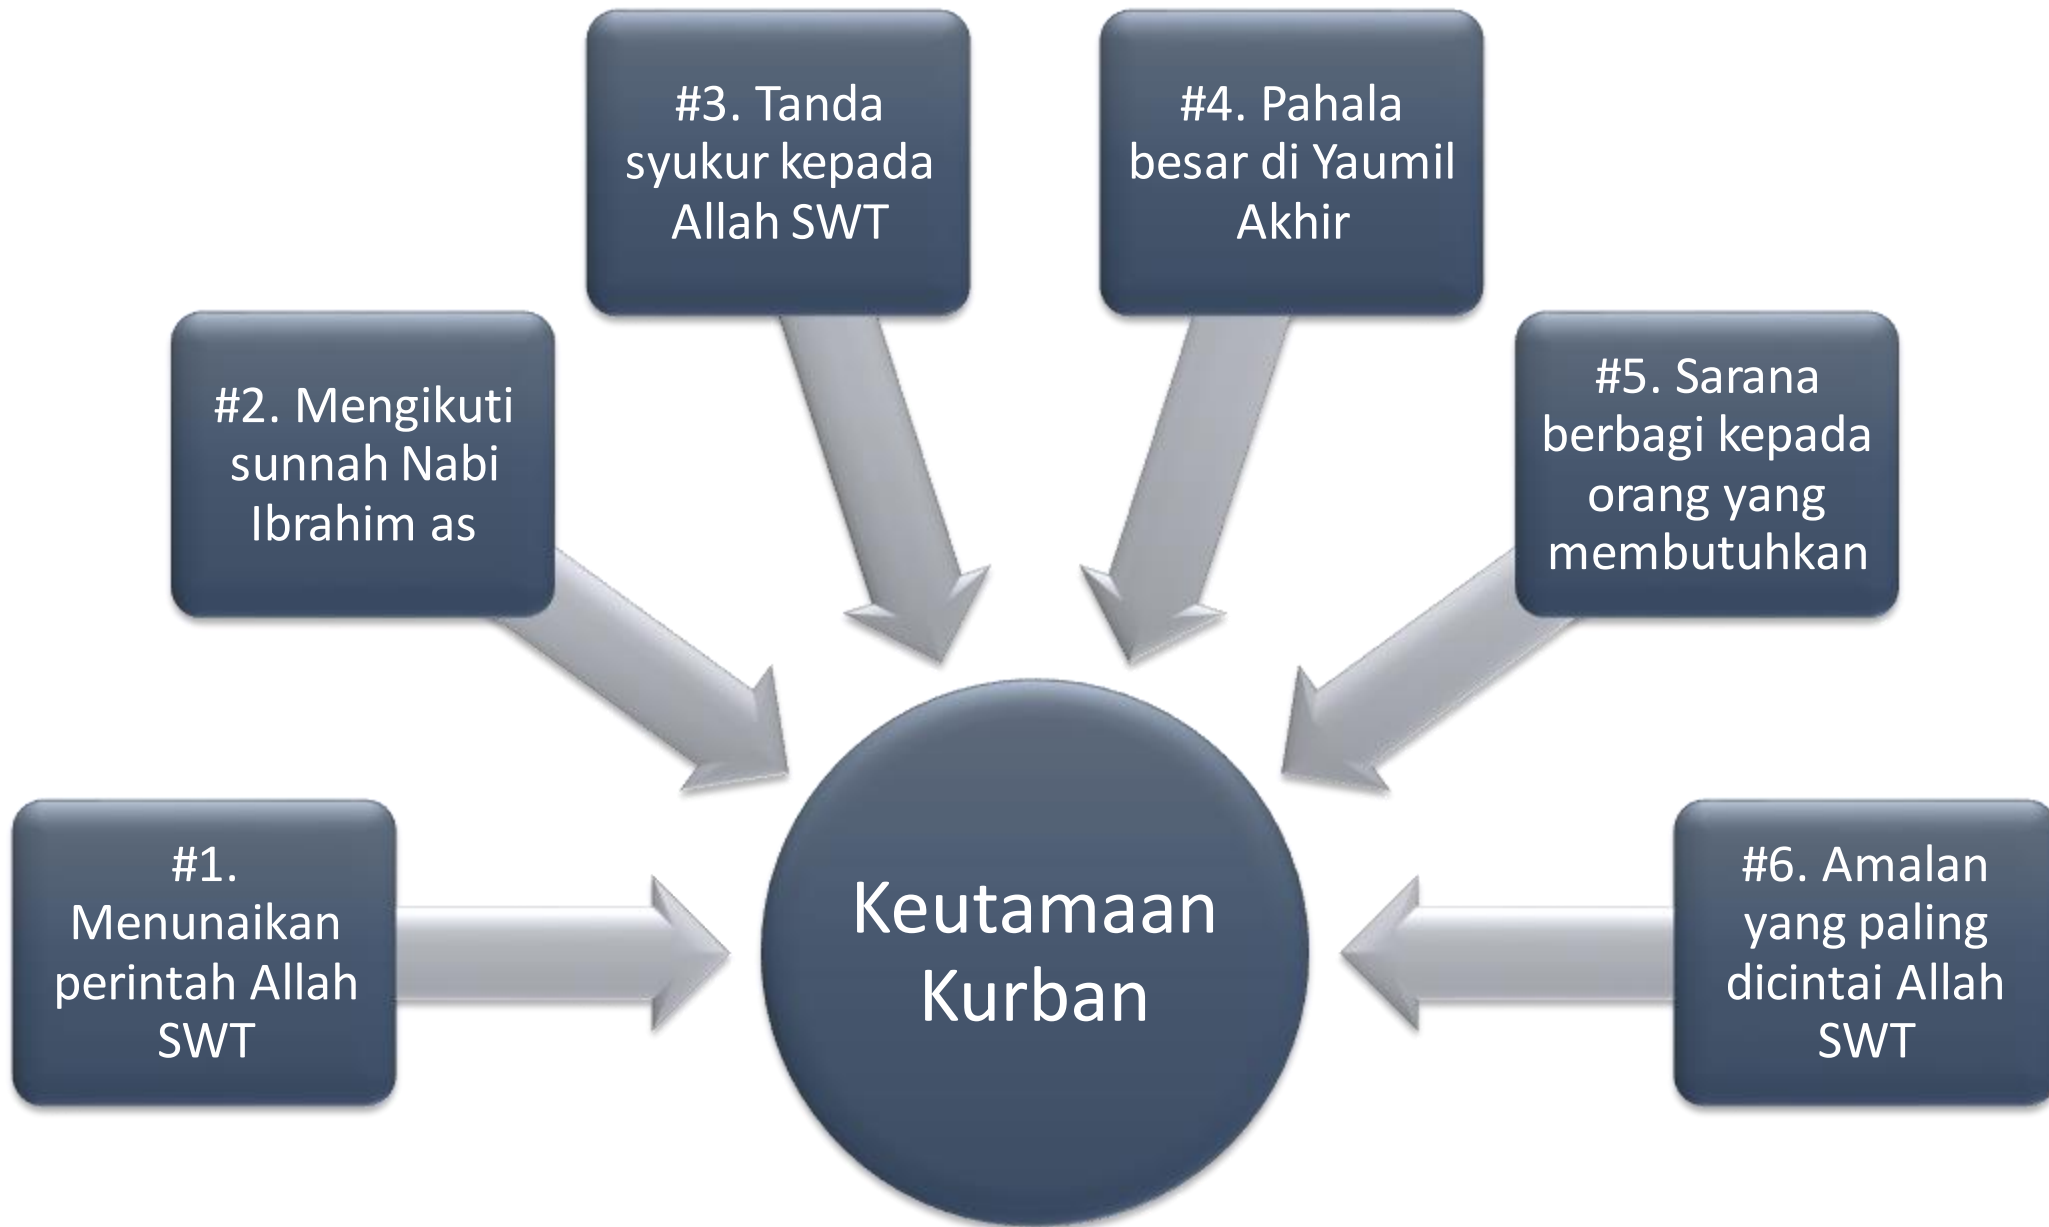 #1.
Menunaikan
perintah Allah
SWT
#2. Mengikuti
sunnah Nabi
Ibrahim as
#3. Tanda
syukur kepada
Allah SWT
#4. Pahala
besar di Yaumil
Akhir
#5. Sarana
berbagi kepada
orang yang
membutuhkan
#6. Amalan
yang paling
dicintai Allah
SWT
Keutamaan
Kurban